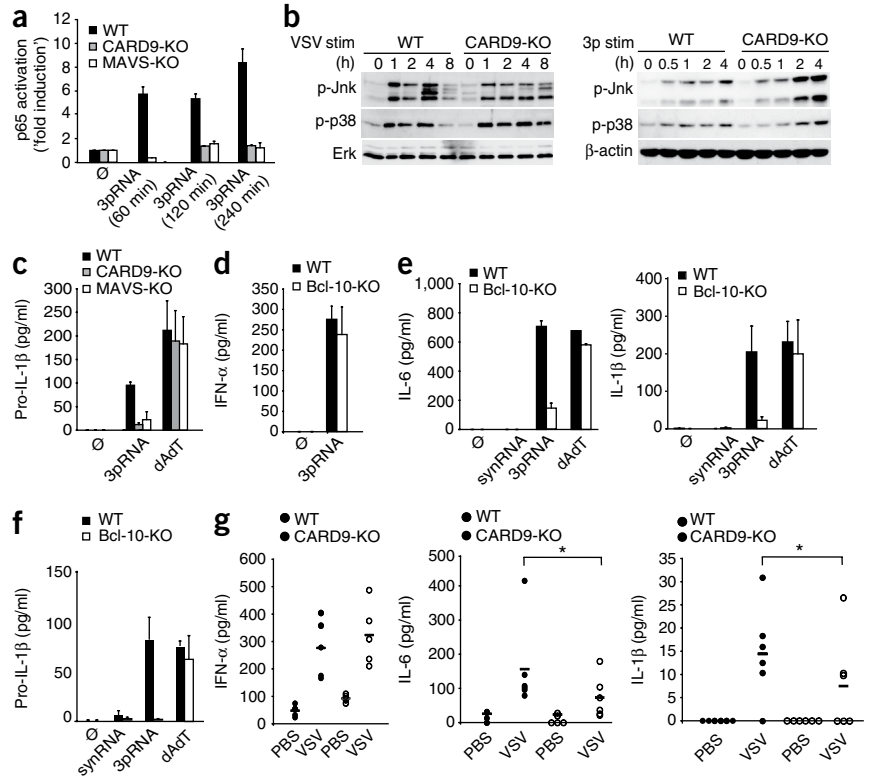 a
WT
CARD9-KO
MAVS-KO
p65 activation
('fold induction')
12
10
8
6
4
2
0
Ø
3pRNA
(60 min)
3pRNA
(120 min)
3pRNA
(240 min)
b
VSV stim WT CARD9-KO
(h) 0 1 2 4 8 0 1 2 4 8
p-Jnk
p-p38
Erk
3p stim WT CARD9-KO
(h) 0 0.5 1 2 4 0 0.5 1 2 4
p-Jnk
p-p38
β-actin
c
WT
CARD9-KO
MAVS-KO
Pro-IL-1β (pg/ml)
300
250
200
150
100
50
0
Ø 3pRNA dAdT
d
WT
Bcl-10-KO
IFN-α (pg/ml)
350
300
250
200
150
100
50
0
Ø 3pRNA
e
WT
Bcl-10-KO
IL-6 (pg/ml)
1,000
800
600
400
200
0
Ø synRNA 3pRNA dAdT
WT
Bcl-10-KO
IL-1β (pg/ml)
400
300
200
100
0
Ø synRNA 3pRNA dAdT
f
WT
Bcl-10-KO
Pro-IL-1β (pg/ml)
150
100
50
0
Ø synRNA 3pRNA dAdT
g
WT
CARD9-KO
IFN-α (pg/ml)
600
500
400
300
200
100
0
PBS VSV PBS VSV
WT
CARD9-KO
IL-6 (pg/ml)
500
400
300
200
100
0
*
PBS VSV PBS VSV
WT
CARD9-KO
IL-1β (pg/ml)
35
30
25
20
15
10
5
0
*
PBS VSV PBS VSV